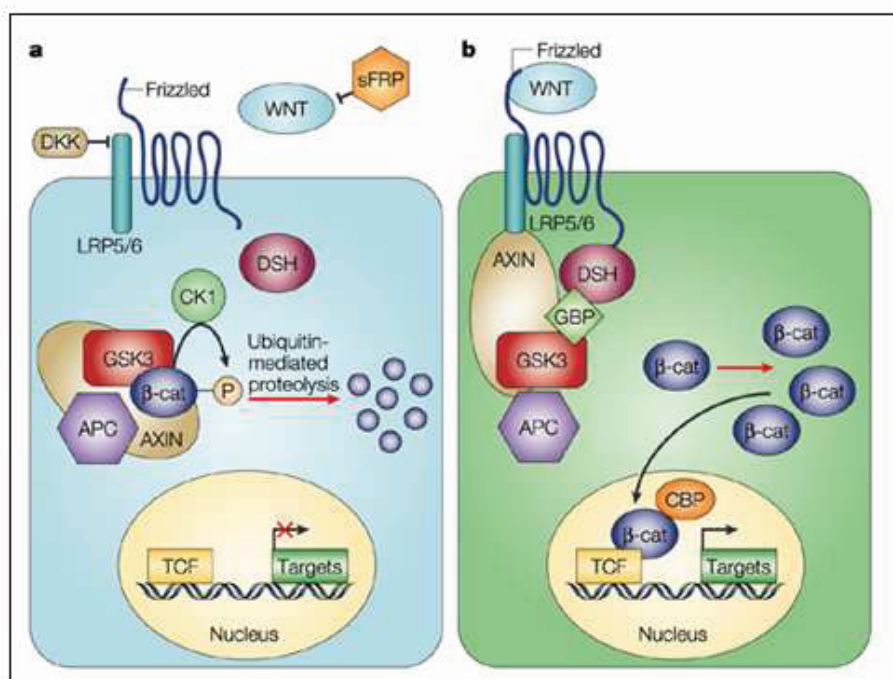 a
Frizzled
WNT
sFRP
DKK
LRP5/6
DSH
CK1
GSK3
β-cat
P
Ubiquitin-
mediated
proteolysis
APC
AXIN
TCF
Targets
Nucleus
b
Frizzled
WNT
LRP5/6
AXIN
DSH
GBP
GSK3
APC
β-cat
β-cat
β-cat
β-cat
CBP
β-cat
TCF
Targets
Nucleus